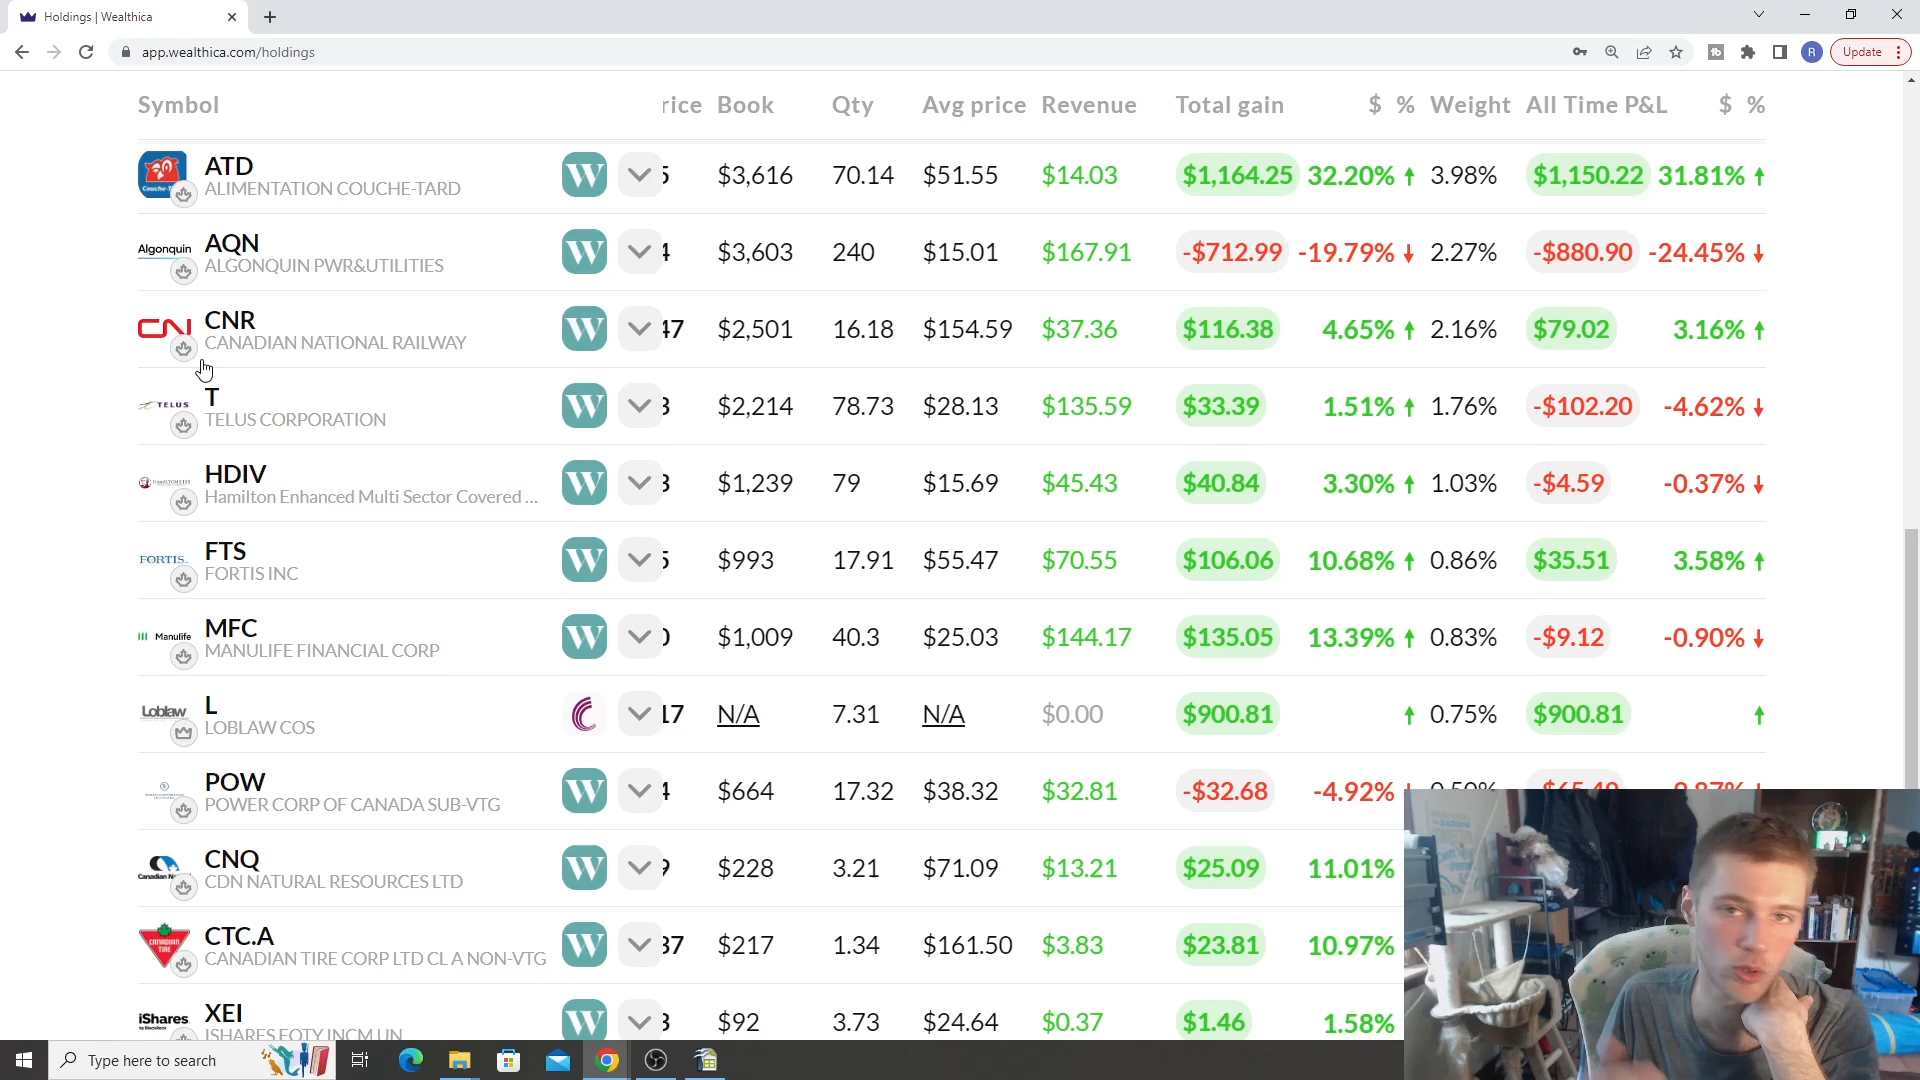 Holdings | Wealthica
app.wealthica.com/holdings
R
Update
Symbol rice Book Qty Avg price Revenue Total gain $ % Weight All Time P&L $ %
ATD $3,616 70.14 $51.55 $14.03 $1,164.25 32.20% 3.98% $1,150.22 31.81%
ALIMENTATION COUCHE-TARD
Algonquin AQN $3,603 240 $15.01 $167.91 -$712.99 -19.79% 2.27% -$880.90 -24.45%
ALGONQUIN PWR&UTILITIES
CN CNR 47 $2,501 16.18 $154.59 $37.36 $116.38 4.65% 2.16% $79.02 3.16%
CANADIAN NATIONAL RAILWAY
TELUS T $2,214 78.73 $28.13 $135.59 $33.39 1.51% 1.76% -$102.20 -4.62%
TELUS CORPORATION
HDIV $1,239 79 $15.69 $45.43 $40.84 3.30% 1.03% -$4.59 -0.37%
Hamilton Enhanced Multi Sector Covered ...
FORTIS FTS $993 17.91 $55.47 $70.55 $106.06 10.68% 0.86% $35.51 3.58%
FORTIS INC
Manulife MFC $1,009 40.3 $25.03 $144.17 $135.05 13.39% 0.83% -$9.12 -0.90%
MANULIFE FINANCIAL CORP
Loblaw L 17 N/A 7.31 N/A $0.00 $900.81 0.75% $900.81
LOBLAW COS
POW $664 17.32 $38.32 $32.81 -$32.68 -4.92%
POWER CORP OF CANADA SUB-VTG
CNQ $228 3.21 $71.09 $13.21 $25.09 11.01%
CDN NATURAL RESOURCES LTD
CANADIAN TIRE CTC.A 37 $217 1.34 $161.50 $3.83 $23.81 10.97%
CANADIAN TIRE CORP LTD CL A NON-VTG
iShares XEI $92 3.73 $24.64 $0.37 $1.46 1.58%
ISHARES EQTY INCM UN
Type here to search